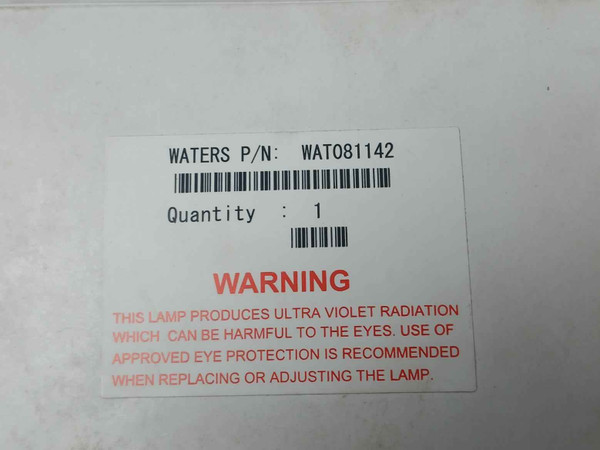 WATERS P/N: WAT081142
Quantity : 1
WARNING
THIS LAMP PRODUCES ULTRA VIOLET RADIATION
WHICH CAN BE HARMFUL TO THE EYES. USE OF
APPROVED EYE PROTECTION IS RECOMMENDED
WHEN REPLACING OR ADJUSTING THE LAMP.